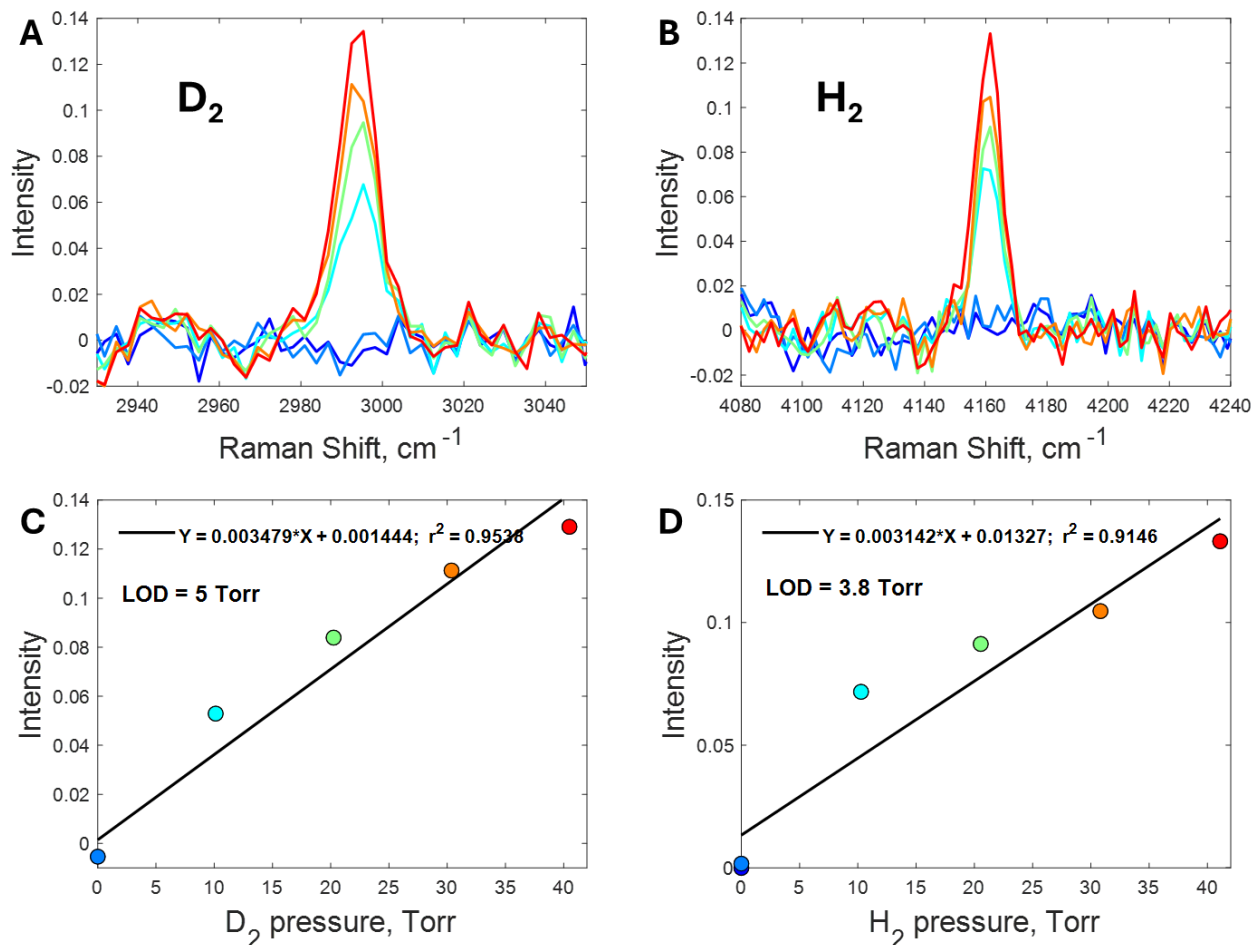 A
D2
0.14
0.12
0.1
0.08
0.06
0.04
0.02
0
-0.02
Intensity
2940 2960 2980 3000 3020 3040
Raman Shift, cm-1
B
H2
0.14
0.12
0.1
0.08
0.06
0.04
0.02
0
-0.02
Intensity
4080 4100 4120 4140 4160 4180 4200 4220 4240
Raman Shift, cm-1
C
Y = 0.003479*X + 0.001444; r2 = 0.9538
LOD = 5 Torr
0.14
0.12
0.1
0.08
0.06
0.04
0.02
0
Intensity
0 5 10 15 20 25 30 35 40
D2 pressure, Torr
D
Y = 0.003142*X + 0.01327; r2 = 0.9146
LOD = 3.8 Torr
0.15
0.1
0.05
0
Intensity
0 5 10 15 20 25 30 35 40
H2 pressure, Torr